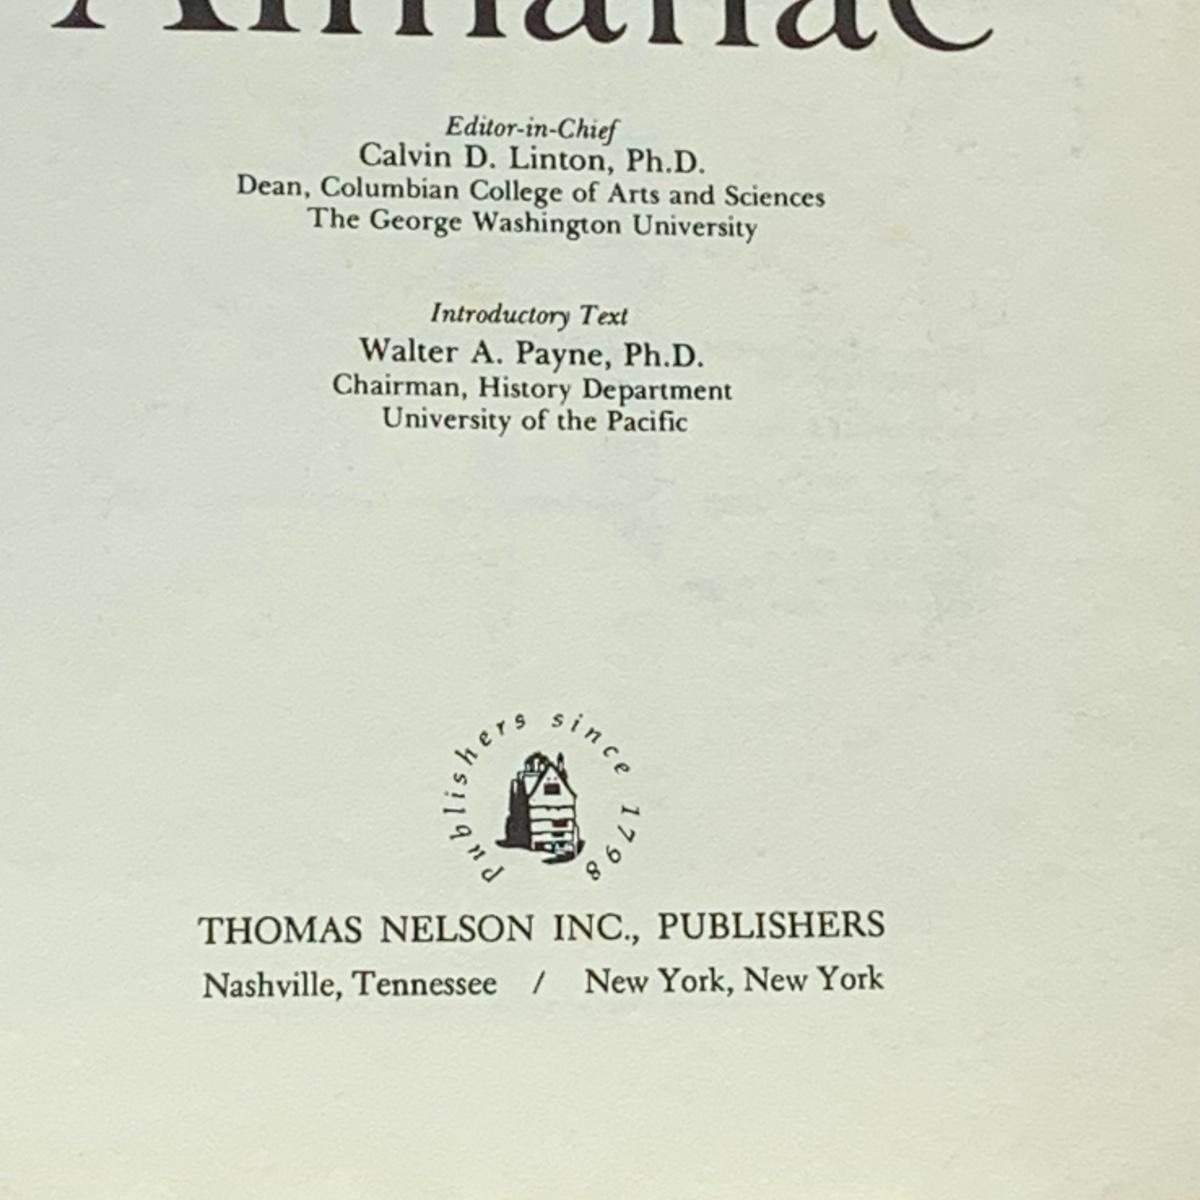 Almanac
Editor-in-Chief
Calvin D. Linton, Ph.D.
Dean, Columbian College of Arts and Sciences
The George Washington University
Introductory Text
Walter A. Payne, Ph.D.
Chairman, History Department
University of the Pacific
Publishers since 1798
THOMAS NELSON INC., PUBLISHERS
Nashville, Tennessee / New York, New York